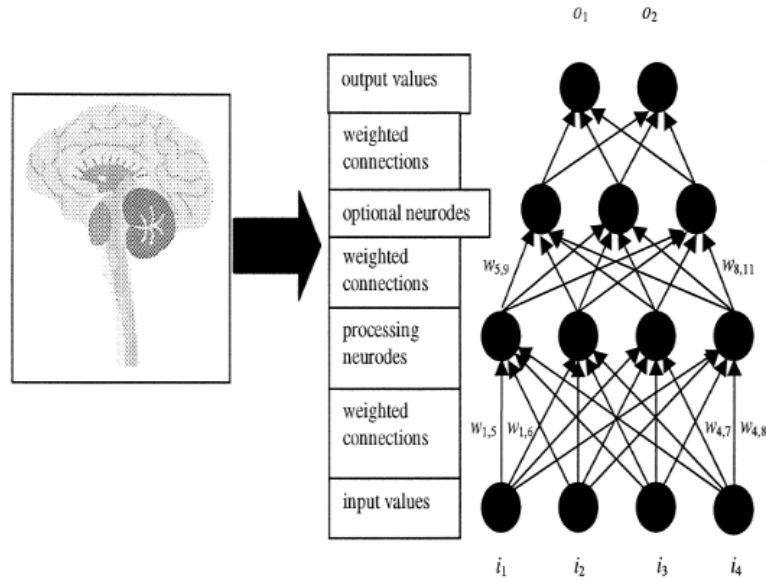 o1 o2
output values
weighted
connections
optional neurodes
weighted
connections
w5,9 w8,11
processing
neurodes
weighted
connections
w1,5 w1,6 w4,7 w4,8
input values
i1 i2 i3 i4